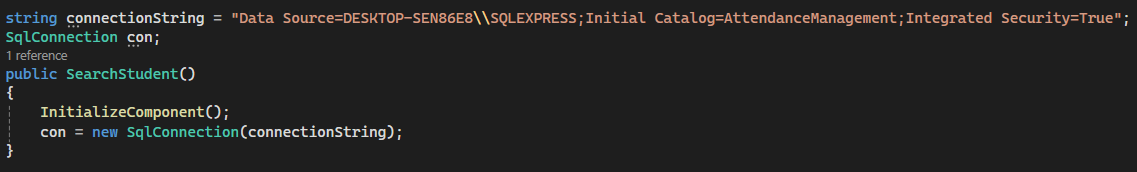 string connectionString = "Data Source=DESKTOP-SEN86E8\\SQLEXPRESS;Initial Catalog=AttendanceManagement;Integrated Security=True";
SqlConnection con;
1 reference
public SearchStudent()
{
    InitializeComponent();
    con = new SqlConnection(connectionString);
}